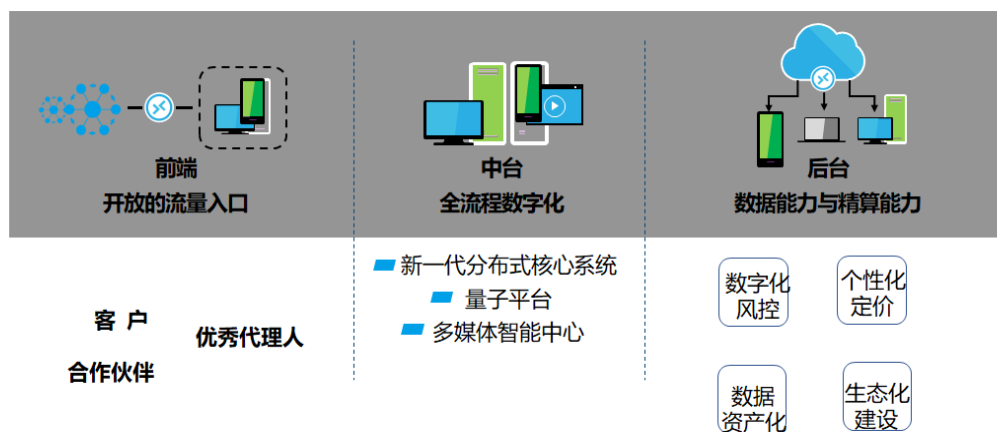 前端
开放的流量入口
中台
全流程数字化
后台
数据能力与精算能力
客 户
优秀代理人
合作伙伴
新一代分布式核心系统
量子平台
多媒体智能中心
数字化
风控
个性化
定价
数据
资产化
生态化
建设